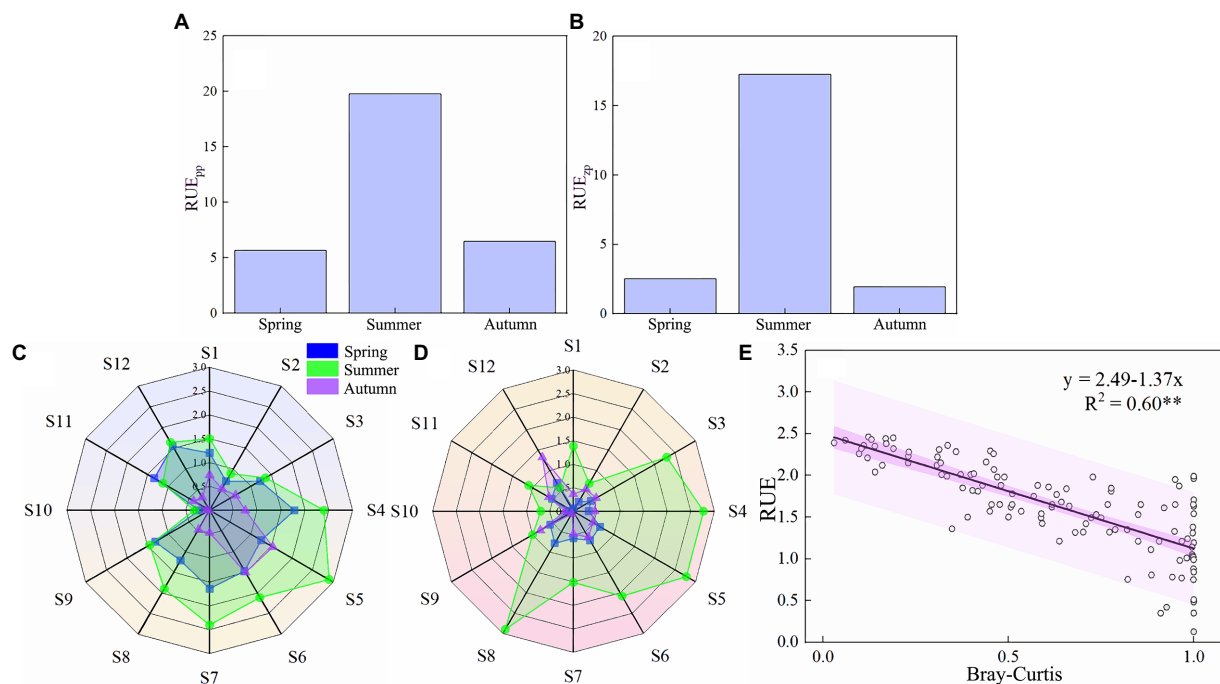 A
25
20
15
10
5
0
RUEpp
Spring Summer Autumn
B
20
15
10
5
0
RUEzp
Spring Summer Autumn
C
S1
S2
S3
S4
S5
S6
S7
S8
S9
S10
S11
S12
3.0
2.5
2.0
1.5
1.0
0.5
Spring
Summer
Autumn
D
S1
S2
S3
S4
S5
S6
S7
S8
S9
S10
S11
S12
3.0
2.5
2.0
1.5
1.0
0.5
E
3.5
3.0
2.5
2.0
1.5
1.0
0.5
0.0
RUE
y = 2.49-1.37x
R² = 0.60**
0.0 0.5 1.0
Bray-Curtis